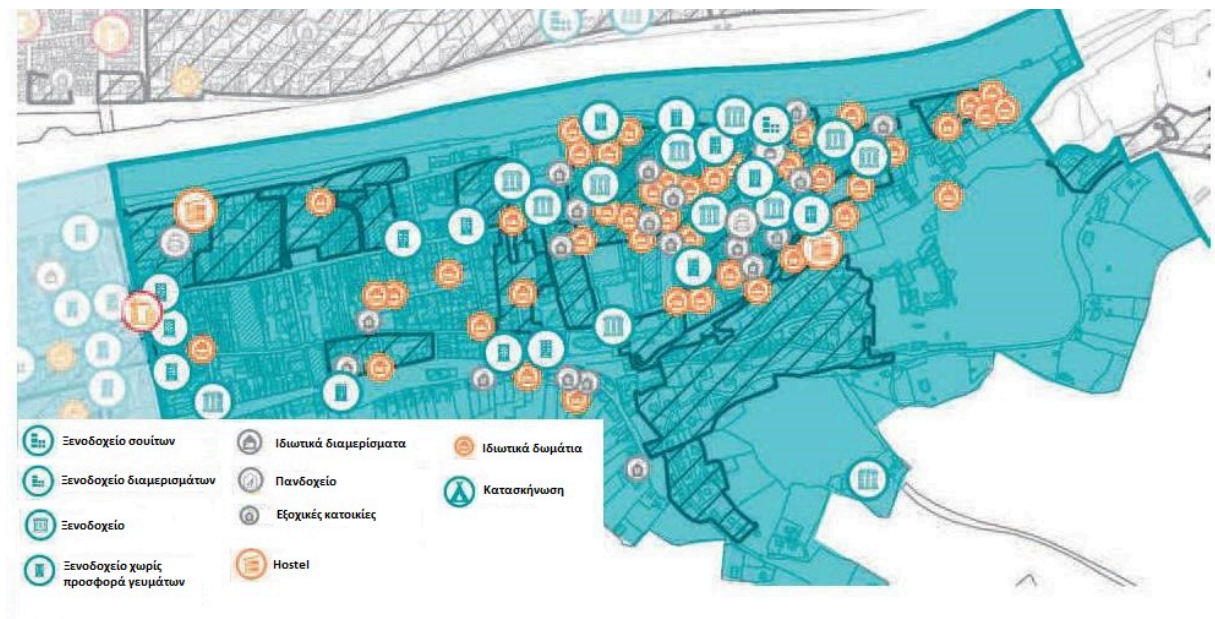 Ξενοδοχείο σουίτων
Ξενοδοχείο διαμερισμάτων
Ξενοδοχείο
Ξενοδοχείο χωρίς
προσφορά γευμάτων
Ιδιωτικά διαμερίσματα
Πανδοχείο
Εξοχικές κατοικίες
Hostel
Ιδιωτικά δωμάτια
Κατασκήνωση